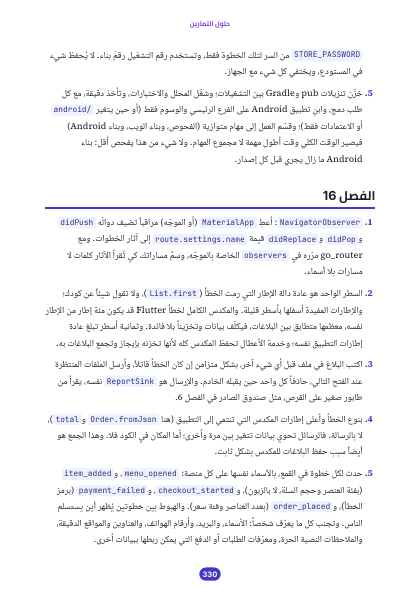 حلول التمارين
STORE_PASSWORD من السر لتلك الخطوة فقط، وتستخدم رقم التشغيل رقمَ بناء. لا يُحفظ شيء
في المستودع، ويختفي كل شيء مع الجهاز.
5. خزّن تنزيلات pub وGradle بين التشغيلات؛ وشغّل المحلل والاختبارات، وتأخذ دقيقة، مع كل
طلب دمج، وابنِ تطبيق Android على الفرع الرئيسي والوسوم فقط (أو حين يتغير android/
أو الاعتمادات فقط)؛ وقسّم العمل إلى مهام متوازية (الفحوص، وبناء الويب، وبناء Android)
فيصير الوقت الكلي وقت أطول مهمة لا مجموع المهام. ولا شيء من هذا يفحص أقل: بناء
Android ما زال يجري قبل كل إصدار.
الفصل 16
1. NavigatorObserver: أعطِ MaterialApp (أو الموجّه) مراقباً تضيف دوالّه didPush
و didPop و didReplace قيمة route.settings.name إلى آثار الخطوات. ومع
go_router مرّره في observers الخاصة بالموجّه، وسمِّ مساراتك كي تُقرأ الآثار كلمات لا
مسارات بلا أسماء.
2. السطر الواحد هو عادة دالة الإطار التي رمت الخطأ (List.first)، ولا تقول شيئاً عن كودك؛
والإطارات المفيدة أسفلها بأسطر قليلة. والمكدس الكامل لخطأ Flutter قد يكون مئة إطار من الإطار
نفسه، معظمها متطابق بين البلاغات، فيكلّف بيانات وتخزيناً بلا فائدة. وثمانية أسطر تبلغ عادة
إطارات التطبيق نفسه؛ وخدمة الأعطال تحفظ المكدس كله لأنها تخزنه بإيجاز وتجمع البلاغات به.
3. اكتب البلاغ في ملف قبل أي شيء آخر، بشكل متزامن إن كان الخطأ قاتلاً، وأرسل الملفات المنتظرة
عند الفتح التالي، حاذفاً كل واحد حين يقبله الخادم. والإرسال هو ReportSink نفسه، يقرأ من
طابور صغير على القرص، مثل صندوق الصادر في الفصل 6.
4. بنوع الخطأ وأعلى إطارات المكدس التي تنتمي إلى التطبيق (هنا Order.fromJson و total)،
لا بالرسالة. فالرسائل تحوي بيانات تتغير بين مرة وأخرى؛ أما المكان في الكود فلا. وهذا الجمع هو
أيضاً سبب حفظ البلاغات للمكدس بشكل ثابت.
5. حدث لكل خطوة في القمع، بالأسماء نفسها على كل منصة: menu_opened، و item_added
(بفئة العنصر وحجم السلة، لا بالزبون)، و checkout_started، و payment_failed (برمز
الخطأ)، و order_placed (بعدد العناصر وفئة سعر). والهبوط بين خطوتين يُظهر أين يستسلم
الناس. وتجنب كل ما يعرّف شخصاً: الأسماء، والبريد، وأرقام الهواتف، والعناوين والمواقع الدقيقة،
والملاحظات النصية الحرة، ومعرّفات الطلبات أو الدفع التي يمكن ربطها ببيانات أخرى.
330